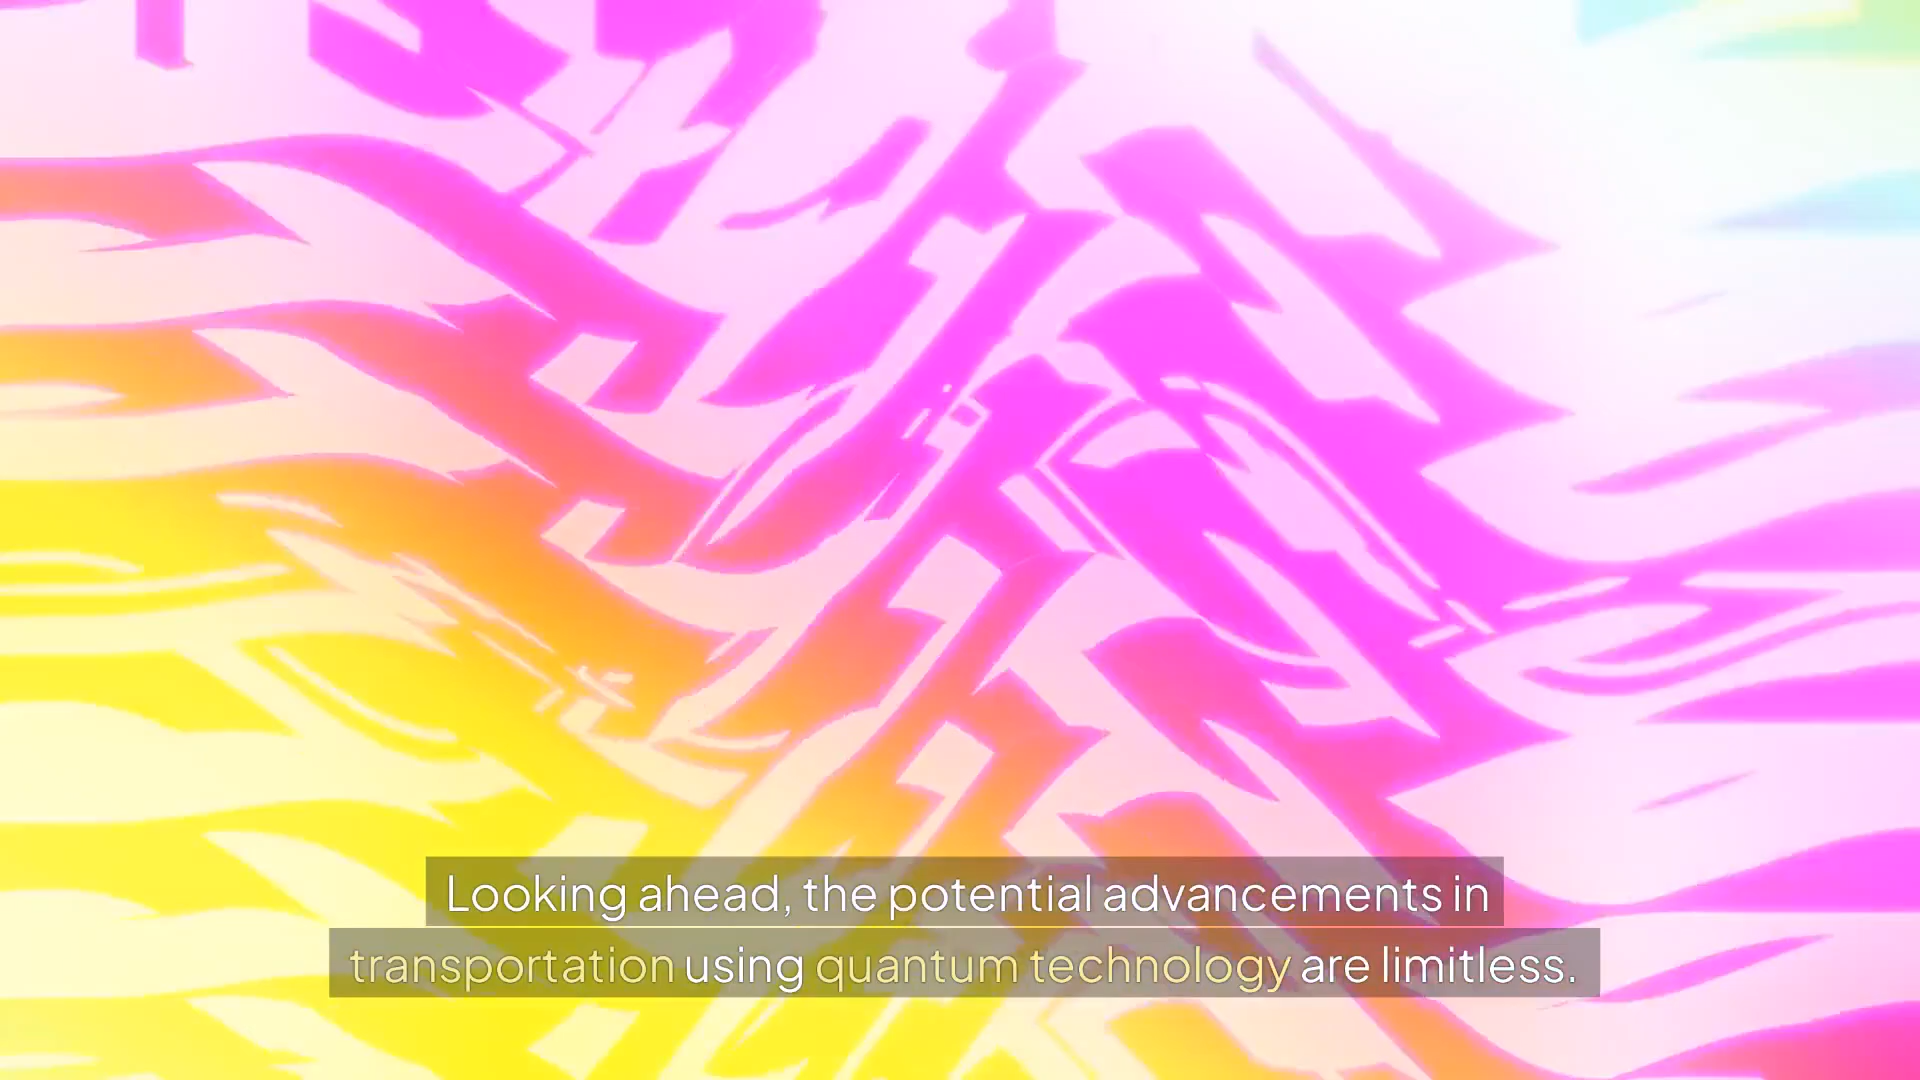 Looking ahead, the potential advancements in
transportation using quantum technology are limitless.